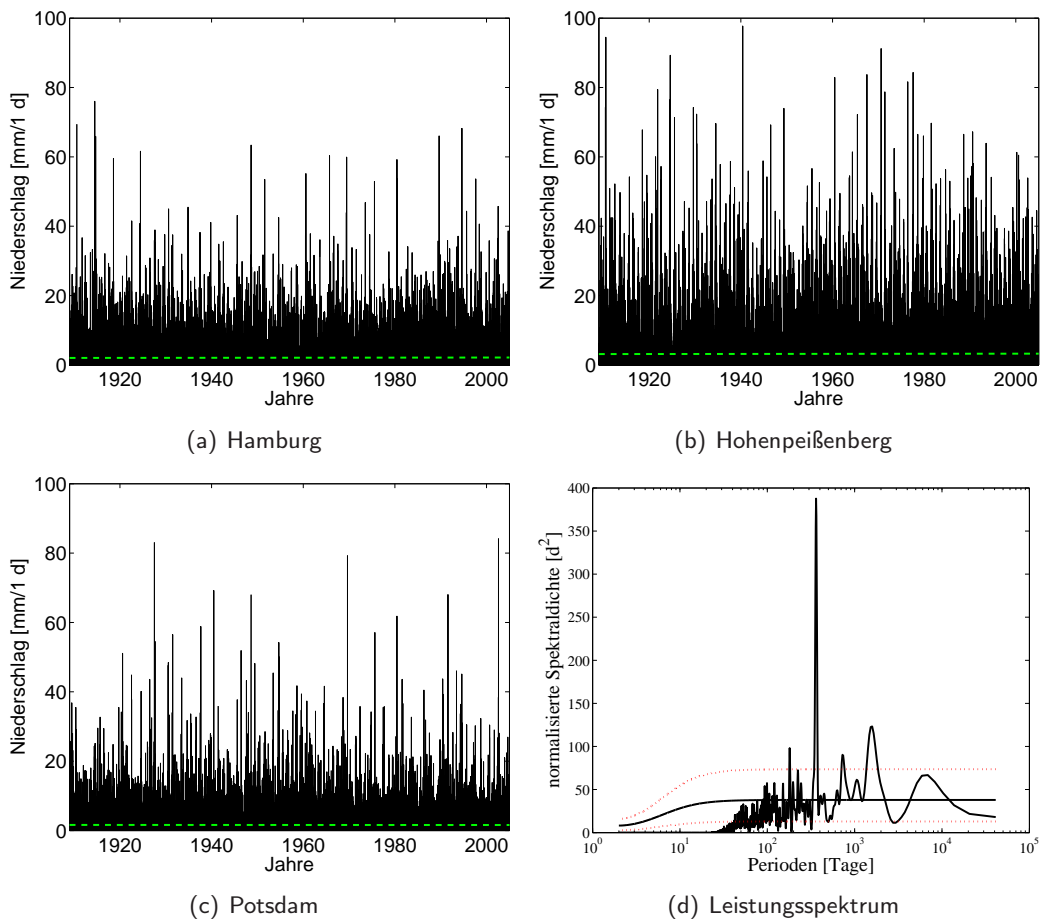 100
80
60
40
20
0
Niederschlag [mm/1 d]
1920 1940 1960 1980 2000
Jahre
(a) Hamburg
100
80
60
40
20
0
Niederschlag [mm/1 d]
1920 1940 1960 1980 2000
Jahre
(b) Hohenpeißenberg
100
80
60
40
20
0
Niederschlag [mm/1 d]
1920 1940 1960 1980 2000
Jahre
(c) Potsdam
400
350
300
250
200
150
100
50
0
normalisierte Spektraldichte [d²]
10⁰ 10¹ 10² 10³ 10⁴ 10⁵
Perioden [Tage]
(d) Leistungsspektrum